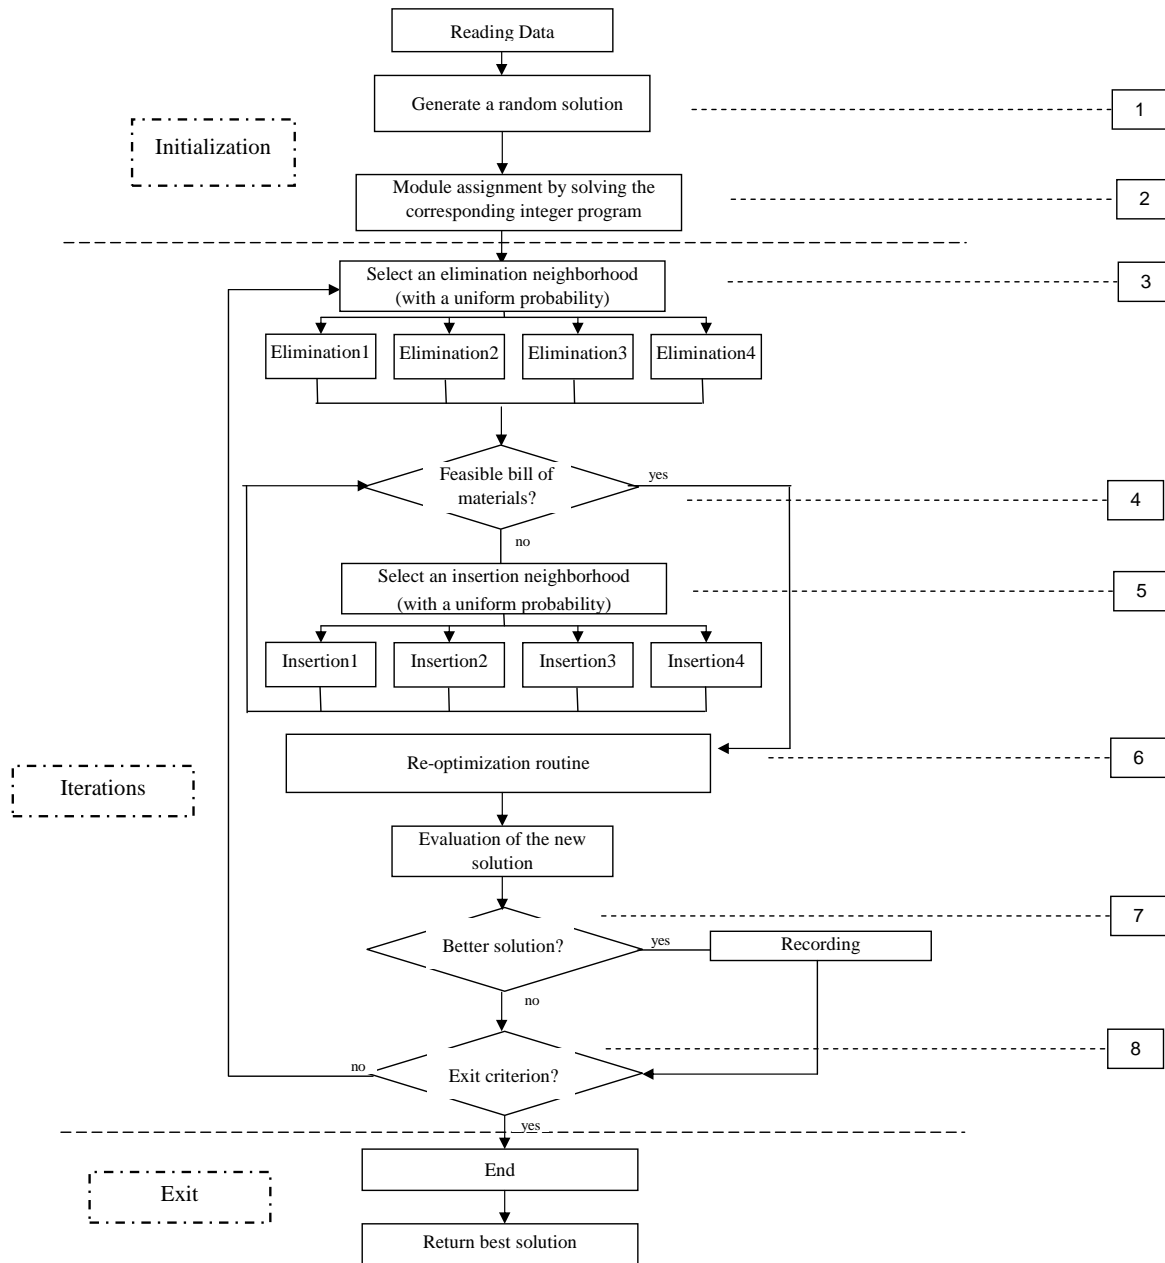 Reading Data
Generate a random solution
1
Initialization
Module assignment by solving the
corresponding integer program
2
Select an elimination neighborhood
(with a uniform probability)
3
Elimination1
Elimination2
Elimination3
Elimination4
Feasible bill of
materials?
yes
4
no
Select an insertion neighborhood
(with a uniform probability)
5
Insertion1
Insertion2
Insertion3
Insertion4
Re-optimization routine
6
Iterations
Evaluation of the new
solution
7
Better solution?
yes
Recording
no
8
Exit criterion?
no
yes
End
Exit
Return best solution